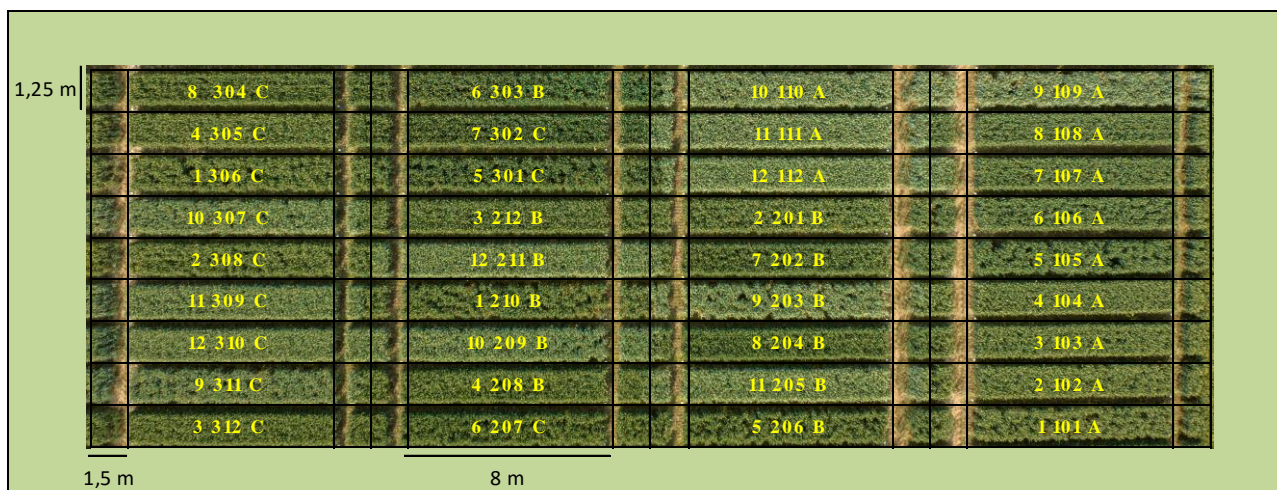 1,25 m
8 304 C
6 303 B
10 110 A
9 109 A
4 305 C
7 302 C
11 111 A
8 108 A
1 306 C
5 301 C
12 112 A
7 107 A
10 307 C
3 212 B
2 201 B
6 106 A
2 308 C
12 211 B
7 202 B
5 105 A
11 309 C
1 210 B
9 203 B
4 104 A
12 310 C
10 209 B
8 204 B
3 103 A
9 311 C
4 208 B
11 205 B
2 102 A
3 312 C
6 207 C
5 206 B
1 101 A
1,5 m
8 m